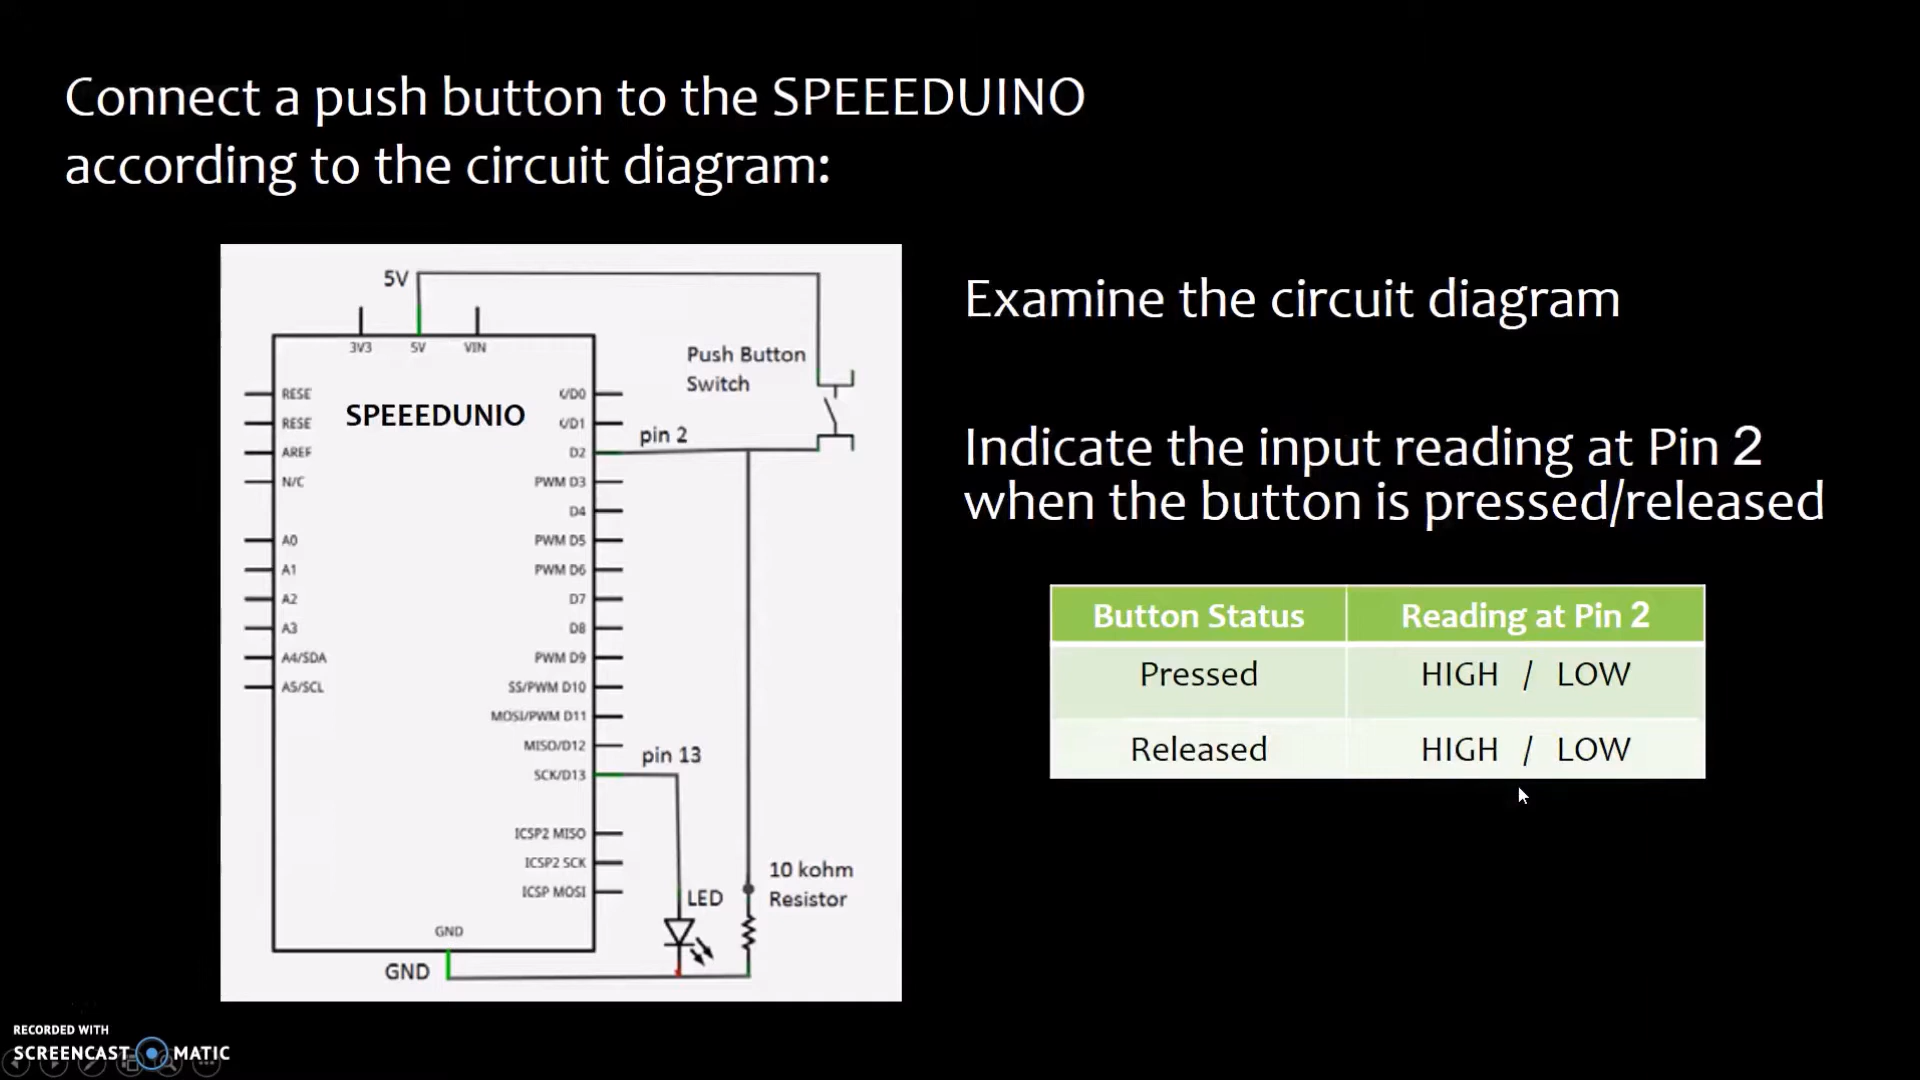 Connect a push button to the SPEEEDUINO
according to the circuit diagram:
5V
3V3 5V VIN
Push Button
Switch
SPEEEDUNIO
RESE
RESE
AREF
N/C
A0
A1
A2
A3
A4/SDA
A5/SCL
/D0
/D1
D2
PWM D3
D4
PWM D5
PWM D6
D7
D8
PWM D9
SS/PWM D10
MOSI/PWM D11
MISO/D12
SCK/D13
ICSP2 MISO
ICSP2 SCK
ICSP MOSI
pin 2
pin 13
LED
10 kohm
Resistor
GND
GND
Examine the circuit diagram
Indicate the input reading at Pin 2
when the button is pressed/released
Button Status Reading at Pin 2
Pressed HIGH / LOW
Released HIGH / LOW
RECORDED WITH
SCREENCAST MATIC